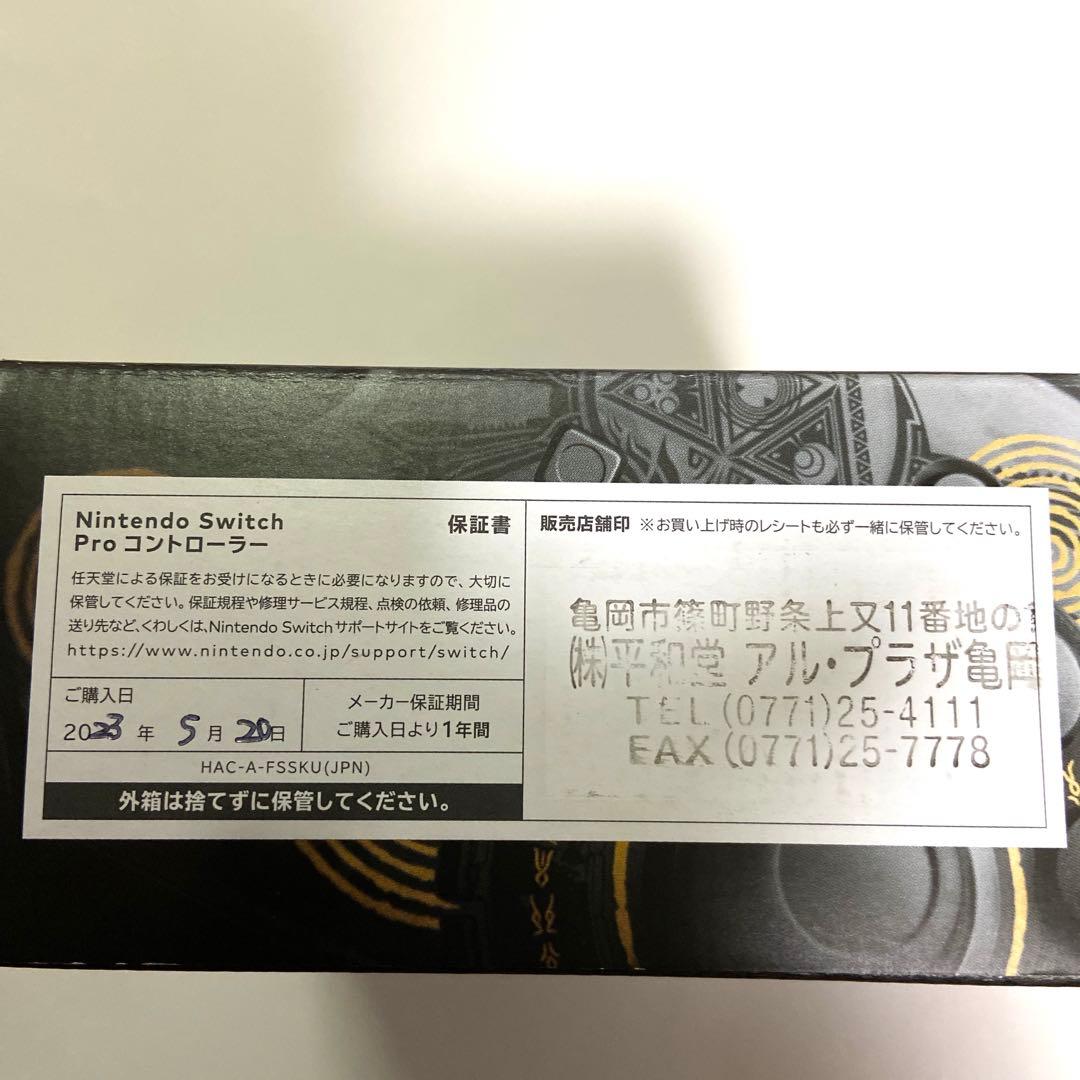 Nintendo Switch
Pro コントローラー
保証書
任天堂による保証をお受けになるときに必要になりますので、大切に
保管してください。保証規程や修理サービス規程、点検の依頼、修理品の
送り先など、くわしくは、Nintendo Switchサポートサイトをご覧ください。
https://www.nintendo.co.jp/support/switch/
ご購入日
2023 年 5 月 20日
メーカー保証期間
ご購入日より1年間
HAC-A-FSSKU(JPN)
外箱は捨てずに保管してください。
販売店舗印 ※お買い上げ時のレシートも必ず一緒に保管してください。
亀岡市篠町野条上又11番地の
㈱平和堂 アル・プラザ亀岡
TEL(0771)25-4111
FAX(0771)25-7778